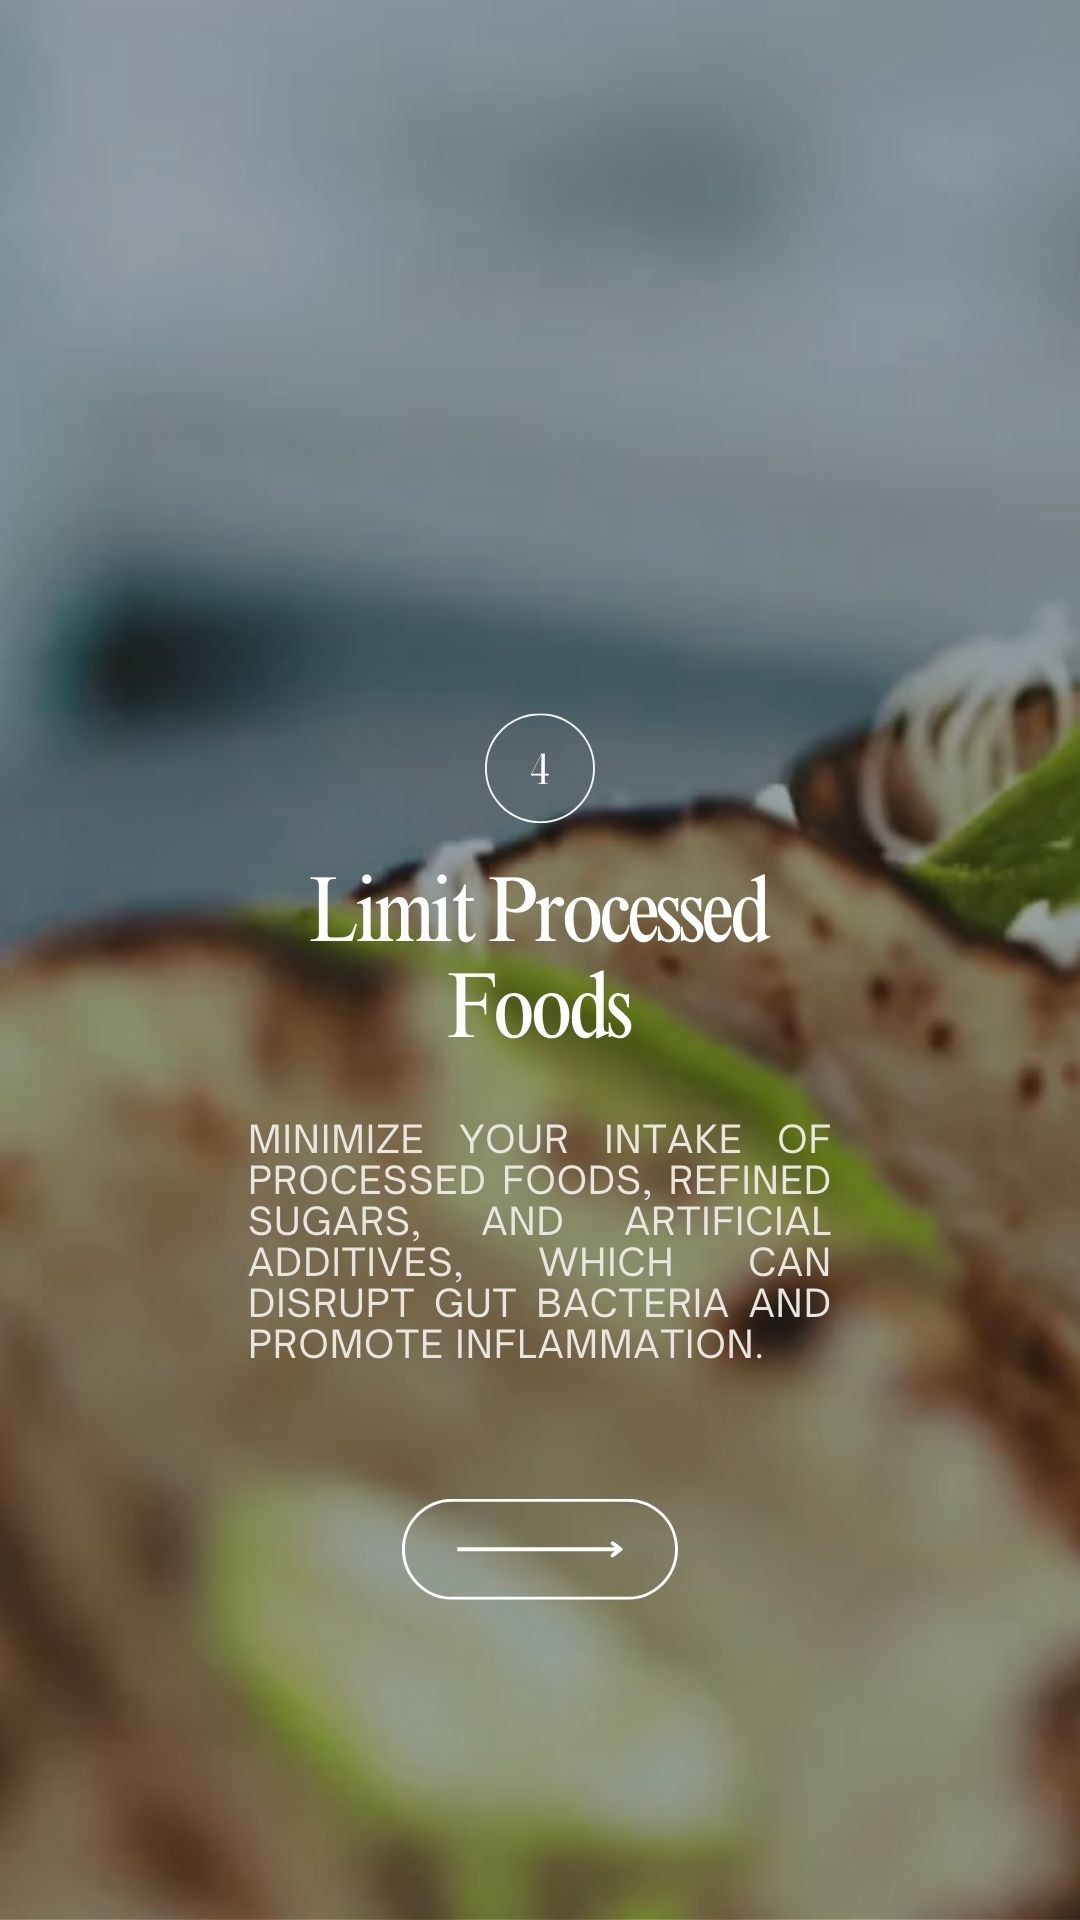 4
Limit Processed
Foods
MINIMIZE YOUR INTAKE OF
PROCESSED FOODS, REFINED
SUGARS, AND ARTIFICIAL
ADDITIVES, WHICH CAN
DISRUPT GUT BACTERIA AND
PROMOTE INFLAMMATION.